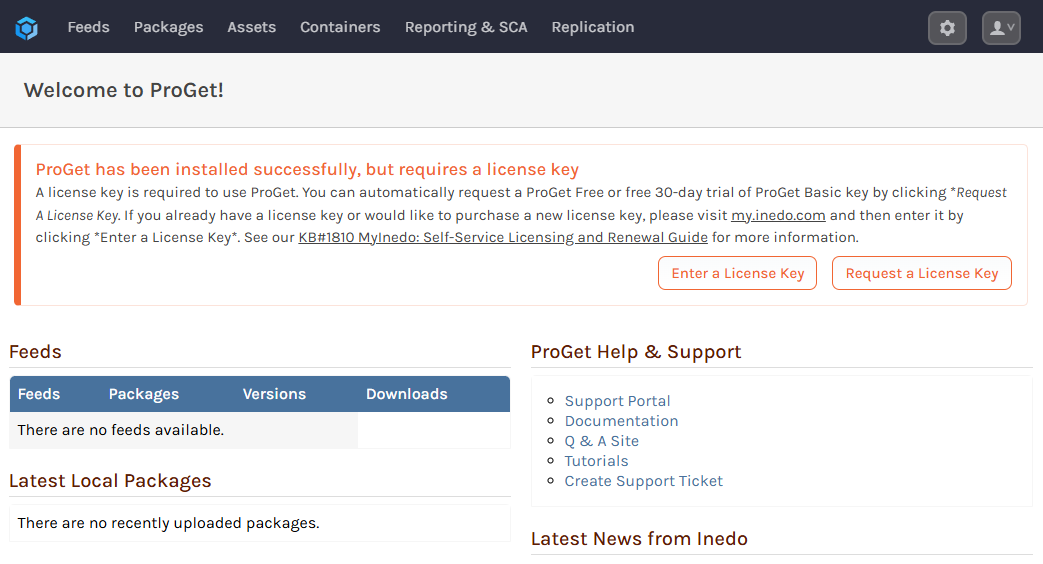 Feeds Packages Assets Containers Reporting & SCA Replication
Welcome to ProGet!
ProGet has been installed successfully, but requires a license key
A license key is required to use ProGet. You can automatically request a ProGet Free or free 30-day trial of ProGet Basic key by clicking *Request
A License Key. If you already have a license key or would like to purchase a new license key, please visit my.inedo.com and then enter it by
clicking *Enter a License Key*. See our KB#1810 MyInedo: Self-Service Licensing and Renewal Guide for more information.
Enter a License Key Request a License Key
Feeds
Feeds Packages Versions Downloads
There are no feeds available.
Latest Local Packages
There are no recently uploaded packages.
ProGet Help & Support
Support Portal
Documentation
Q & A Site
Tutorials
Create Support Ticket
Latest News from Inedo